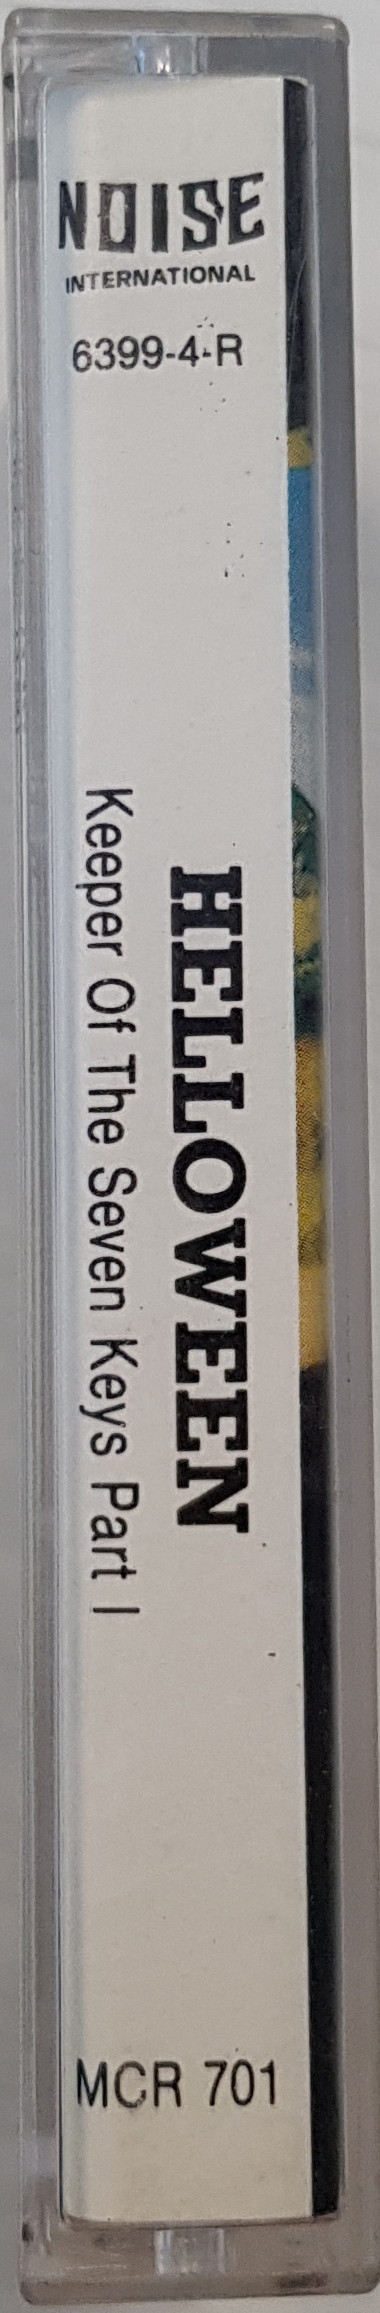 NOISE
INTERNATIONAL
6399-4-R
HELLOWEEN
Keeper Of The Seven Keys Part I
MCR 701